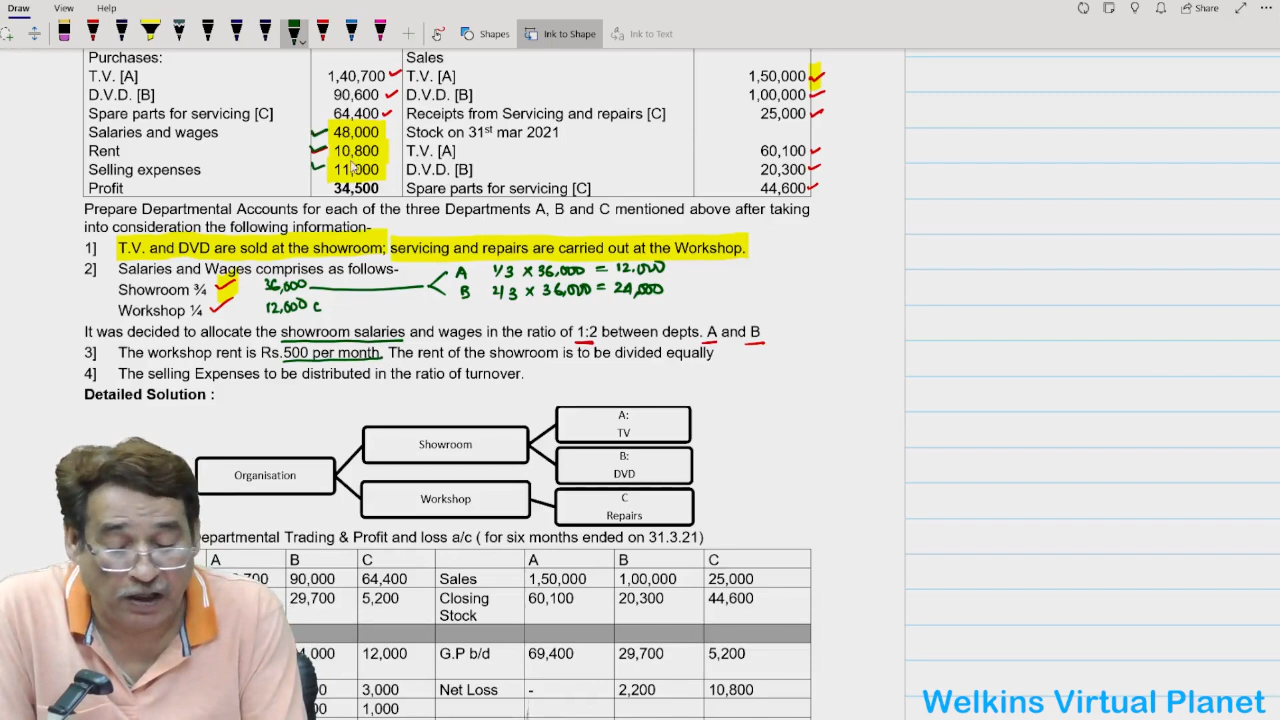 Draw View Help Share
Shapes Ink to Shape Ink to Text
Purchases: Sales
T.V. [A] 1,40,700 T.V. [A] 1,50,000
D.V.D. [B] 90,600 D.V.D. [B] 1,00,000
Spare parts for servicing [C] 64,400 Receipts from Servicing and repairs [C] 25,000
Salaries and wages 48,000 Stock on 31st mar 2021
Rent 10,800 T.V. [A] 60,100
Selling expenses D.V.D. [B] 20,300
Profit 34,500 Spare parts for servicing [C] 44,600
Prepare Departmental Accounts for each of the three Departments A, B and C mentioned above after taking
into consideration the following information-
1] T.V. and DVD are sold at the showroom; servicing and repairs are carried out at the Workshop.
2] Salaries and Wages comprises as follows-
A 1/3 x 36,000 = 12,000
Showroom ¾ 36,000
B 2/3 x 36,000 = 24,000
Workshop ¼ 12,000 C
It was decided to allocate the showroom salaries and wages in the ratio of 1:2 between depts. A and B
3] The workshop rent is Rs.500 per month. The rent of the showroom is to be divided equally
4] The selling Expenses to be distributed in the ratio of turnover.
Detailed Solution :
A:
TV
Showroom
B:
DVD
Organisation
Workshop
C
Repairs
Departmental Trading & Profit and loss a/c ( for six months ended on 31.3.21)
A B C A B C
90,000 64,400 Sales 1,50,000 1,00,000 25,000
29,700 5,200 Closing 60,100 20,300 44,600
Stock
12,000 G.P b/d 69,400 29,700 5,200
3,000 Net Loss - 2,200 10,800
1,000
Welkins Virtual Planet